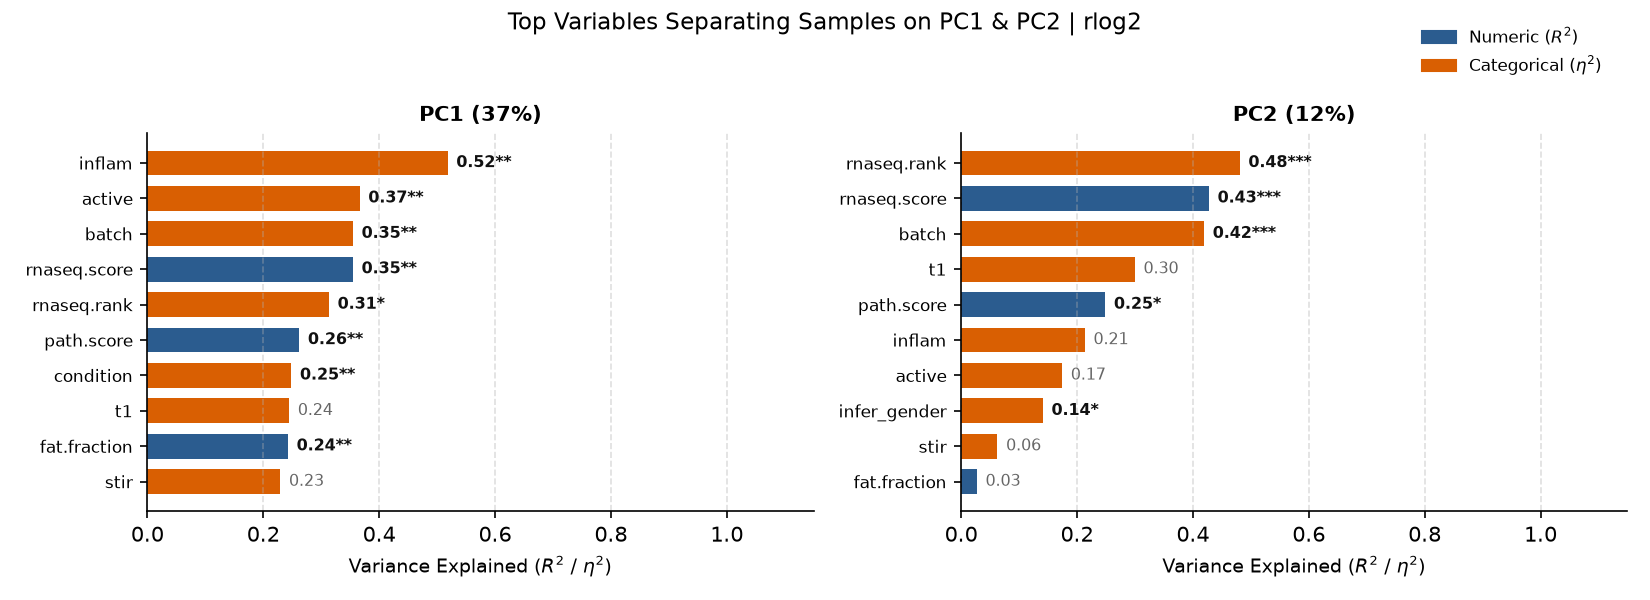 Top Variables Separating Samples on PC1 & PC2 | rlog2
Numeric (R²)
Categorical (η²)
PC1 (37%)
inflam 0.52**
active 0.37**
batch 0.35**
rnaseq.score 0.35**
rnaseq.rank 0.31*
path.score 0.26**
condition 0.25**
t1 0.24
fat.fraction 0.24**
stir 0.23
0.0 0.2 0.4 0.6 0.8 1.0
Variance Explained (R² / η²)
PC2 (12%)
rnaseq.rank 0.48***
rnaseq.score 0.43***
batch 0.42***
t1 0.30
path.score 0.25*
inflam 0.21
active 0.17
infer_gender 0.14*
stir 0.06
fat.fraction 0.03
0.0 0.2 0.4 0.6 0.8 1.0
Variance Explained (R² / η²)